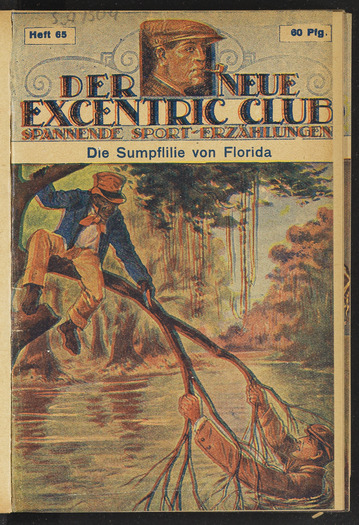 Heft 65
60 Pfg.
DER NEUE
EXCENTRIC CLUB
SPANNENDE SPORT-ERZÄHLUNGEN
Die Sumpflilie von Florida